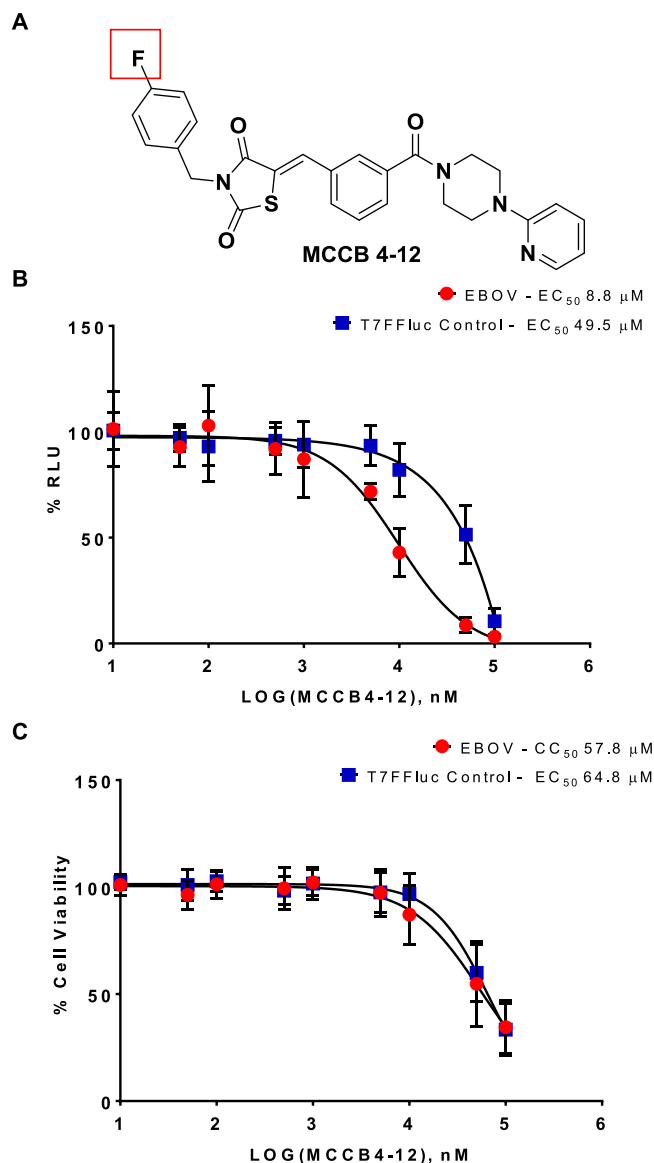 A
F
O
O
N
N
S
N
O
N
MCCB 4-12
B
EBOV - EC50 8.8 μM
T7FFluc Control - EC50 49.5 μM
150
100
50
0
% RLU
1 2 3 4 5 6
LOG(MCCB4-12), nM
C
EBOV - CC50 57.8 μM
T7FFluc Control - EC50 64.8 μM
150
100
50
0
% Cell Viability
1 2 3 4 5 6
LOG(MCCB4-12), nM